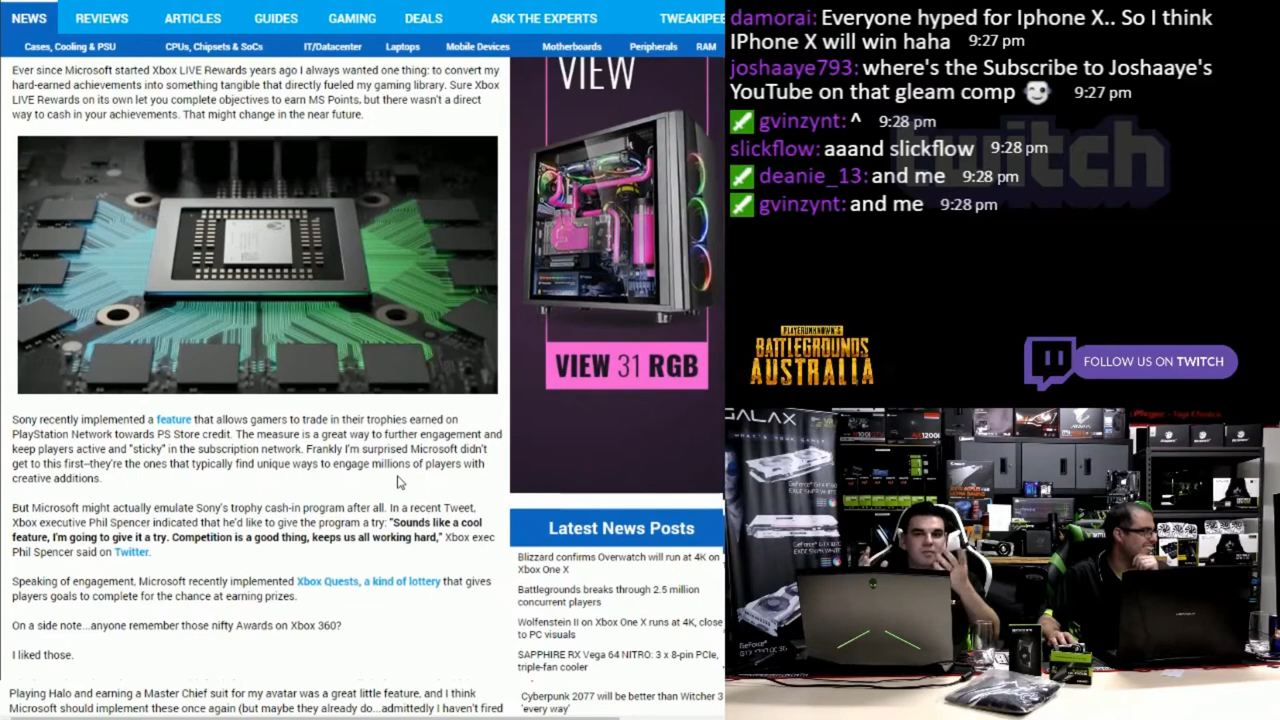 NEWS REVIEWS ARTICLES GUIDES GAMING DEALS ASK THE EXPERTS TWEAKIPE
Cases, Cooling & PSU CPUs, Chipsets & SoCs IT/Datacenter Laptops Mobile Devices Motherboards Peripherals RAM
Ever since Microsoft started Xbox LIVE Rewards years ago I always wanted one thing: to convert my
hard-earned achievements into something tangible that directly fueled my gaming library. Sure Xbox
LIVE Rewards on its own let you complete objectives to earn MS Points, but there wasn't a direct
way to cash in your achievements. That might change in the near future.
Sony recently implemented a feature that allows gamers to trade in their trophies earned on
PlayStation Network towards PS Store credit. The measure is a great way to further engagement and
keep players active and "sticky" in the subscription network. Frankly I'm surprised Microsoft didn't
get to this first--they're the ones that typically find unique ways to engage millions of players with
creative additions.
But Microsoft might actually emulate Sony's trophy cash-in program after all. In a recent Tweet,
Xbox executive Phil Spencer indicated that he'd like to give the program a try: "Sounds like a cool
feature, I'm going to give it a try. Competition is a good thing, keeps us all working hard," Xbox exec
Phil Spencer said on Twitter.
Speaking of engagement, Microsoft recently implemented Xbox Quests, a kind of lottery that gives
players goals to complete for the chance at earning prizes.
On a side note...anyone remember those nifty Awards on Xbox 360?
I liked those.
Playing Halo and earning a Master Chief suit for my avatar was a great little feature, and I think
Microsoft should implement these once again (but maybe they already do...admittedly I haven't fired
VIEW
VIEW 31 RGB
Latest News Posts
Blizzard confirms Overwatch will run at 4K on
Xbox One X
Battlegrounds breaks through 2.5 million
concurrent players
Wolfenstein II on Xbox One X runs at 4K, close
to PC visuals
SAPPHIRE RX Vega 64 NITRO: 3 x 8-pin PCIe,
triple-fan cooler
Cyberpunk 2077 will be better than Witcher 3
'every way'
damorai: Everyone hyped for Iphone X.. So I think
IPhone X will win haha 9:27 pm
joshaaye793: where's the Subscribe to Joshaaye's
YouTube on that gleam comp 9:27 pm
gvinzynt: ^ 9:28 pm
slickflow: aaand slickflow 9:28 pm
deanie_13: and me 9:28 pm
gvinzynt: and me 9:28 pm
twitch
PLAYERUNKNOWN'S
BATTLEGROUNDS
AUSTRALIA
FOLLOW US ON TWITCH
GALAX